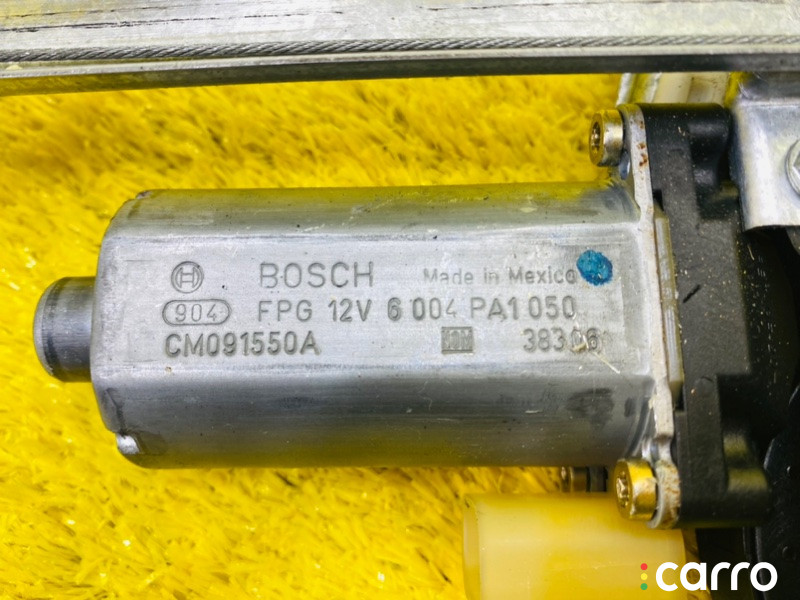 BOSCH Made in Mexico
904 FPG 12V 6 004 PA1 050
CM091550A 38306
carro